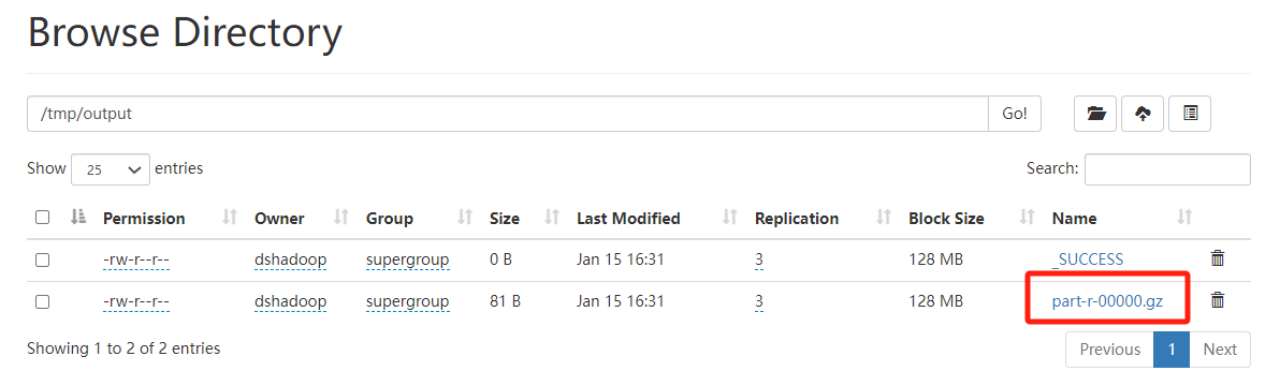 Browse Directory
/tmp/output Go!
Show 25 entries Search:
Permission Owner Group Size Last Modified Replication Block Size Name
-rw-r--r-- dshadoop supergroup 0 B Jan 15 16:31 3 128 MB _SUCCESS
-rw-r--r-- dshadoop supergroup 81 B Jan 15 16:31 3 128 MB part-r-00000.gz
Showing 1 to 2 of 2 entries Previous 1 Next